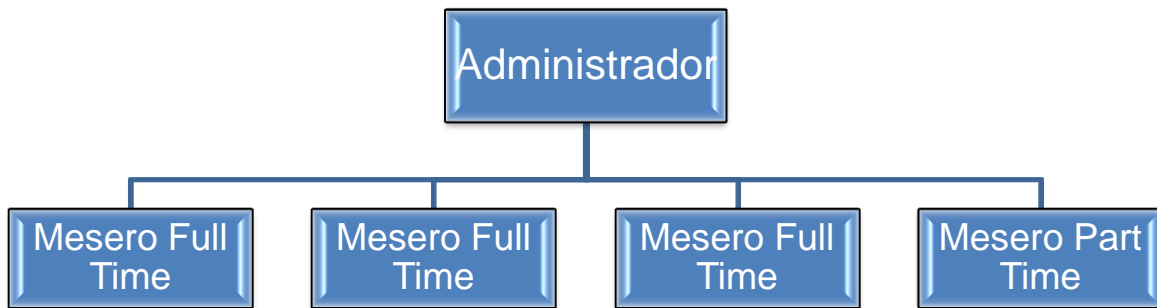 Administrador
Mesero Full
Time
Mesero Full
Time
Mesero Full
Time
Mesero Part
Time